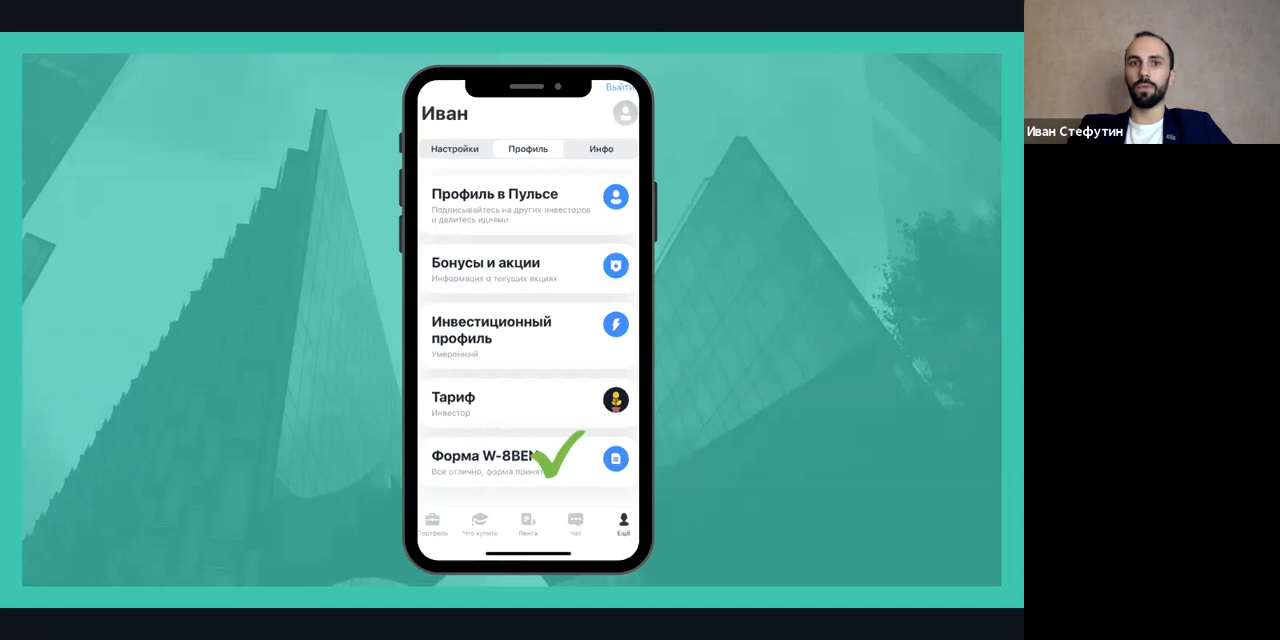 Выйти
Иван
Настройки
Профиль
Инфо
Профиль в Пульсе
Подписывайтесь на других инвесторов
и делитесь идеями
Бонусы и акции
Информация о текущих акциях
Инвестиционный
профиль
Умеренный
Тариф
Инвестор
Форма W-8BEN
Все отлично, форма принят
Портфель
Что купить
Лента
Чат
Ещё
Иван Стефутин